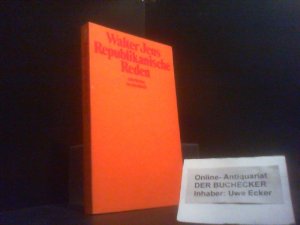 Walter Jens
Republikanische
Reden
Online- Antiquariat
DER BUCHECKER
Inhaber: Uwe Ecker